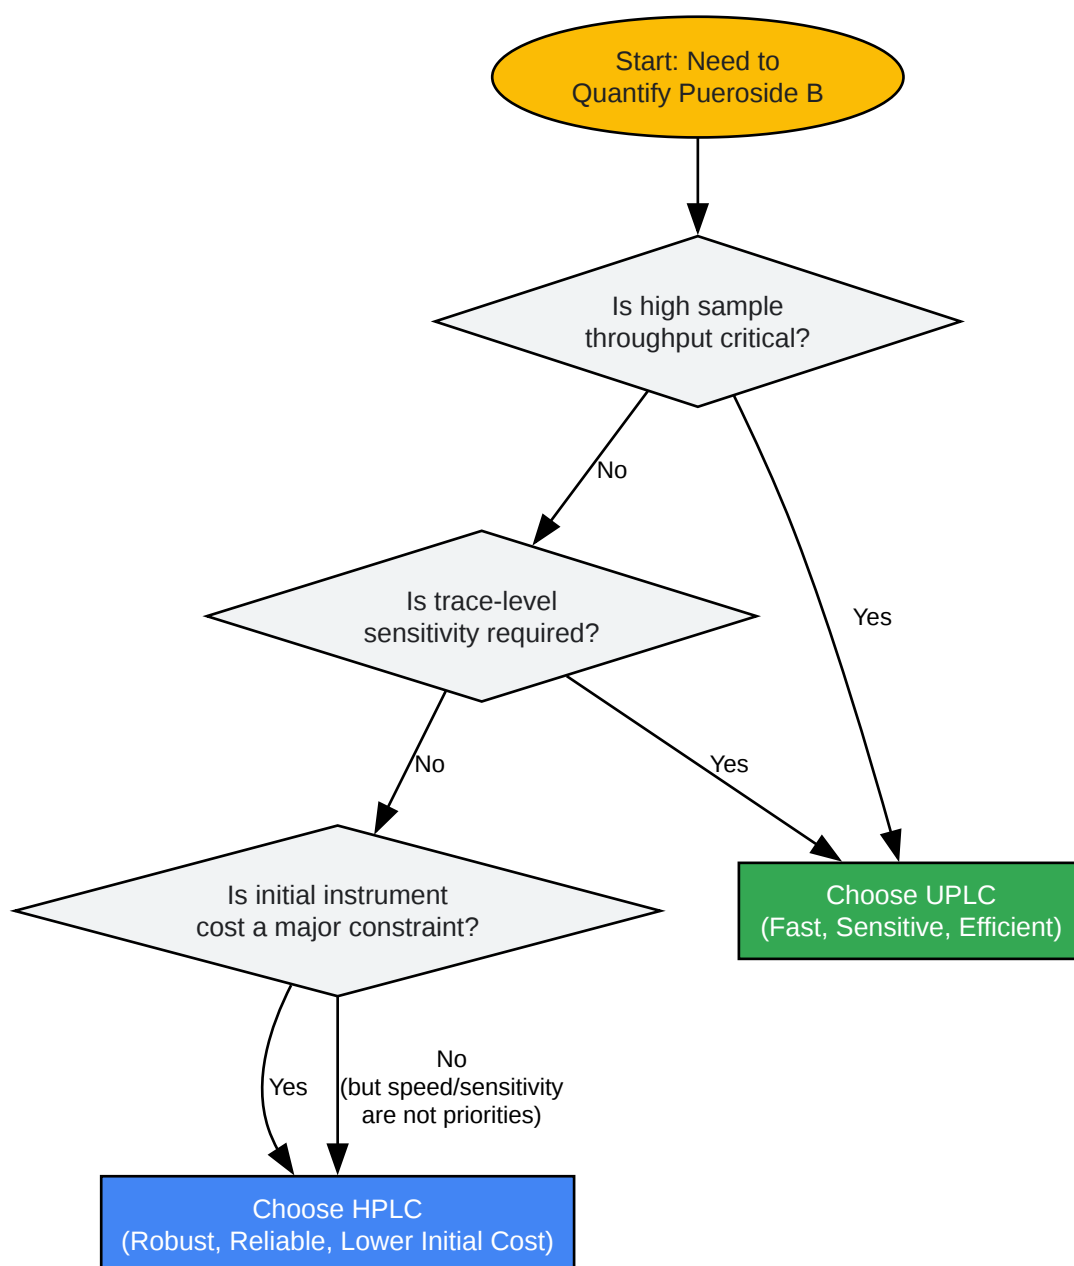 Start: Need to
Quantify Pueroside B
Is high sample
throughput critical?
No
Is trace-level
sensitivity required?
Yes
No
Yes
Is initial instrument
cost a major constraint?
Choose UPLC
(Fast, Sensitive, Efficient)
Yes
No
(but speed/sensitivity
are not priorities)
Choose HPLC
(Robust, Reliable, Lower Initial Cost)